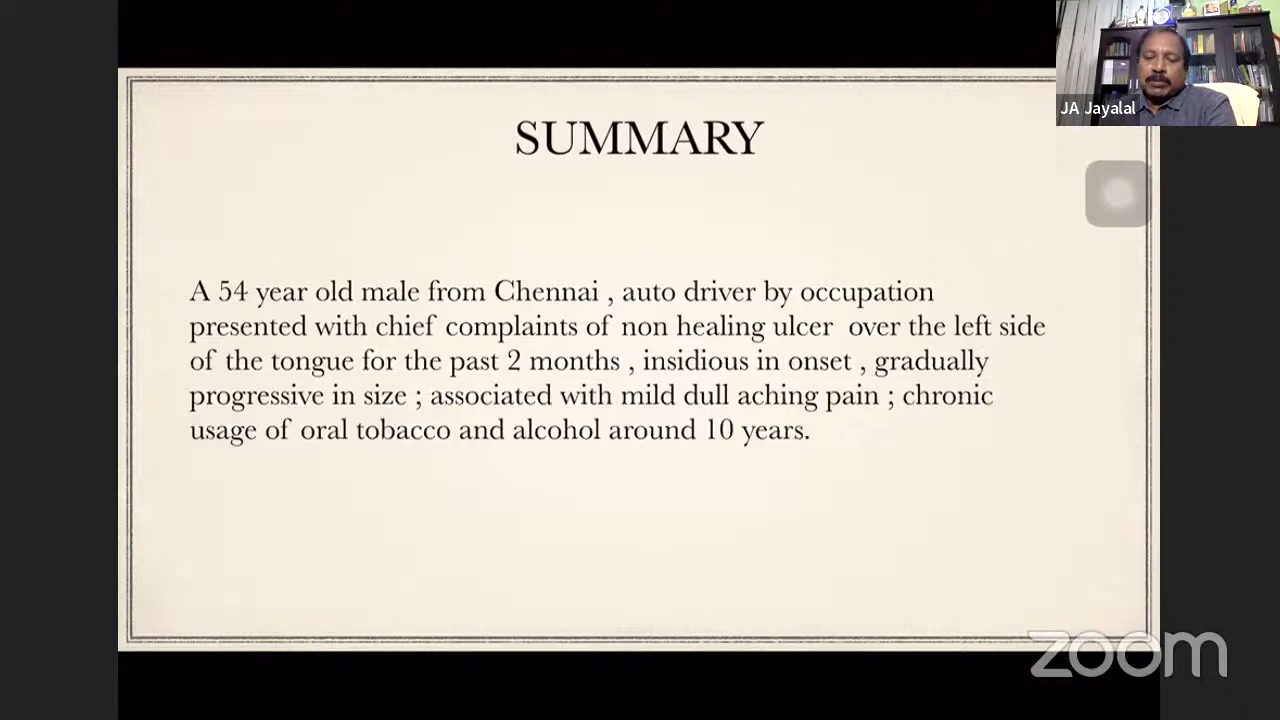 JA Jayalal
SUMMARY
A 54 year old male from Chennai , auto driver by occupation
presented with chief complaints of non healing ulcer over the left side
of the tongue for the past 2 months , insidious in onset , gradually
progressive in size ; associated with mild dull aching pain ; chronic
usage of oral tobacco and alcohol around 10 years.
zoom